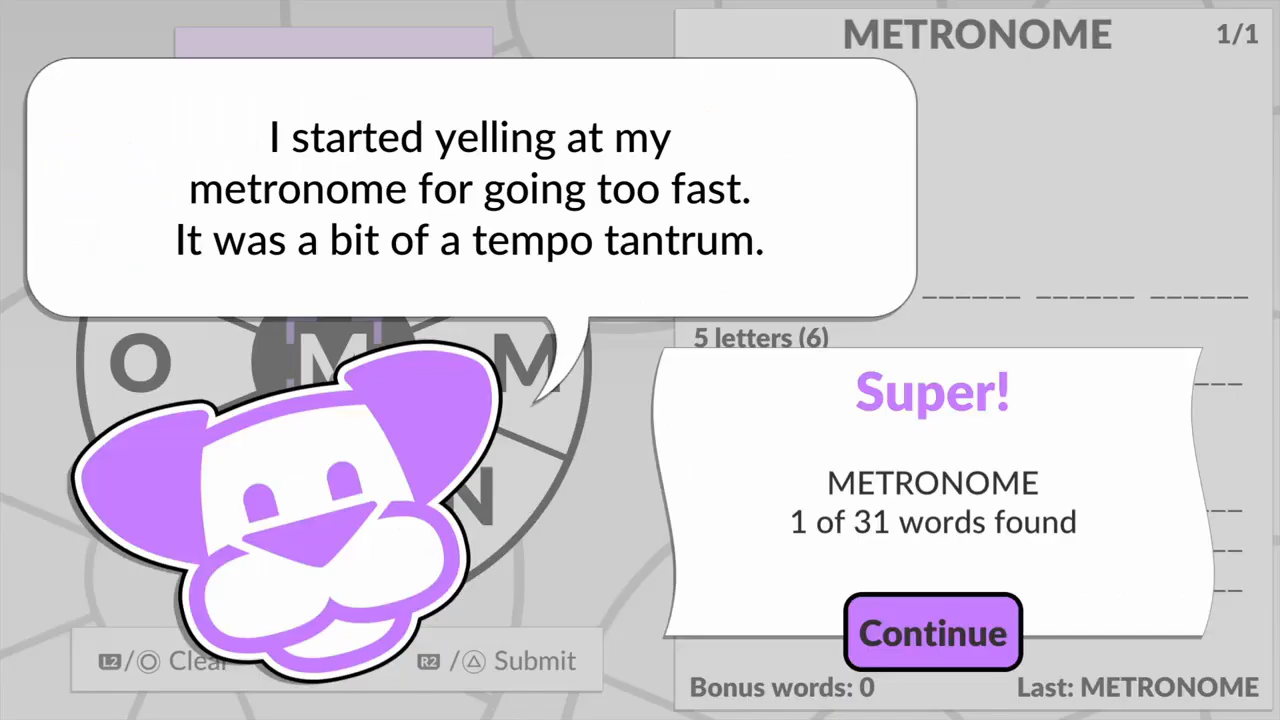 METRONOME 1/1
I started yelling at my
metronome for going too fast.
It was a bit of a tempo tantrum.
5 letters (6)
O M M
N
Super!
METRONOME
1 of 31 words found
Continue
L2/ Clear R2 / Submit
Bonus words: 0 Last: METRONOME